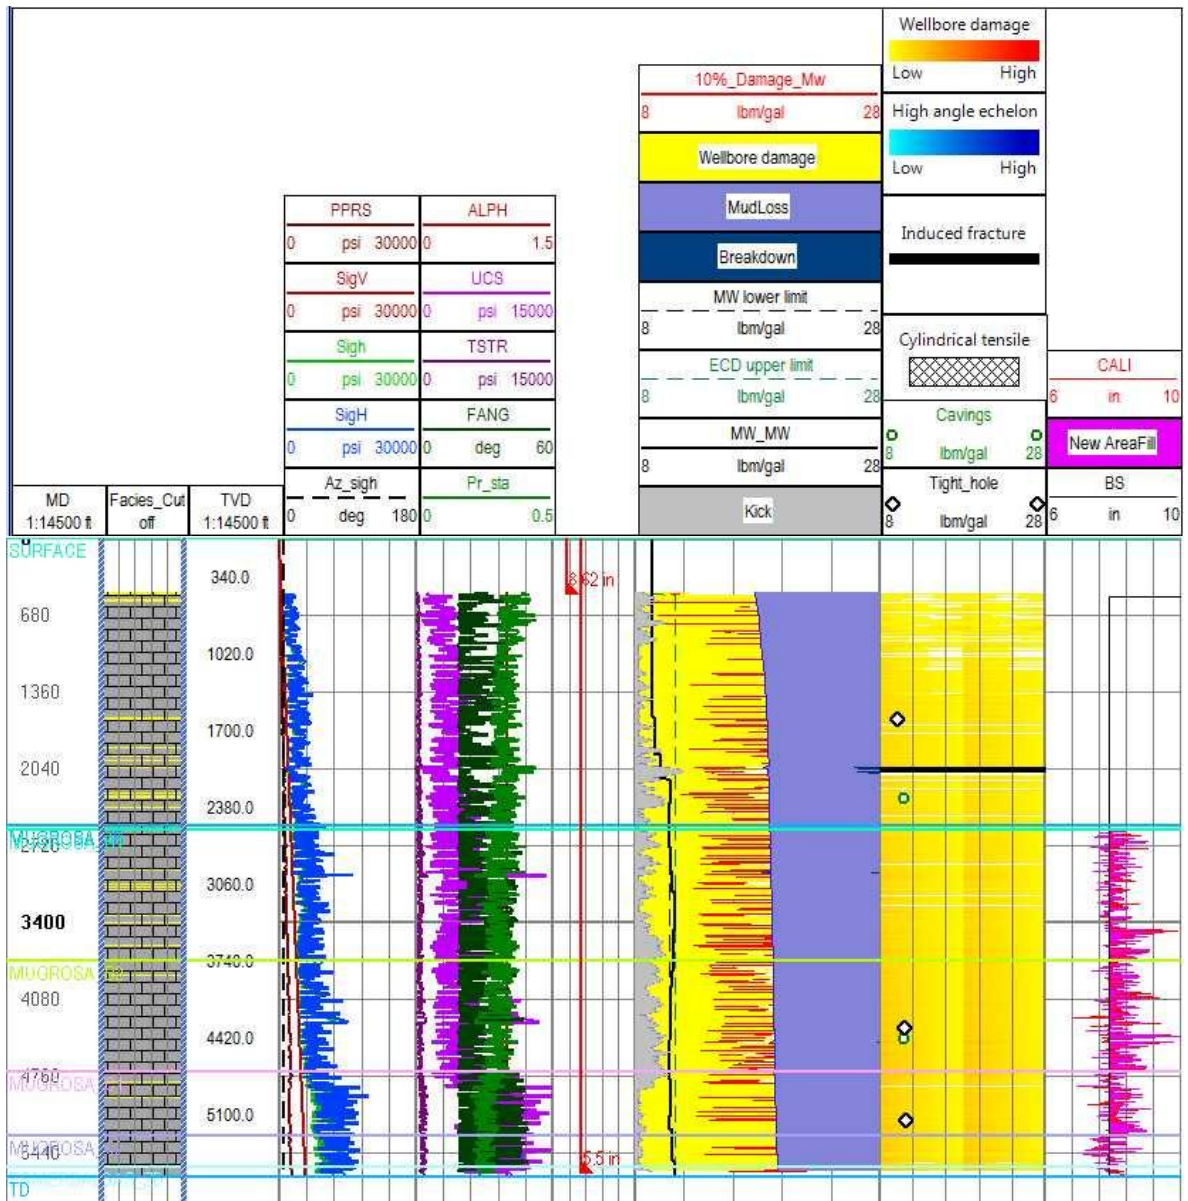 Wellbore damage
Low High
10%_Damage_Mw
8 lbm/gal 28
High angle echelon
Low High
Wellbore damage
MudLoss
Induced fracture
Breakdown
PPRS ALPH
0 psi 30000 0 1.5
SigV UCS
0 psi 30000 0 psi 15000
MW lower limit
8 lbm/gal 28
Cylindrical tensile
Sigh TSTR
0 psi 30000 0 psi 15000
ECD upper limit
8 lbm/gal 28
CALI
6 in 10
SigH FANG
0 psi 30000 0 deg 60
MW_MW
8 lbm/gal 28
Cavings
8 lbm/gal 28
New AreaFill
MD
1:14500 ft
Facies_Cut
off
TVD
1:14500 ft
Az_sigh Pr_sta
0 deg 180 0 0.5
Kick
Tight_hole
8 lbm/gal 28
BS
6 in 10
SURFACE
340.0
8.62 in
680
1020.0
1360
1700.0
2040
2380.0
MUGROSA
2720
3060.0
3400
3740.0
MUGROSA
4080
4420.0
4760
MUGROSA
5100.0
MUGROSA
5440
5.5 in
TD